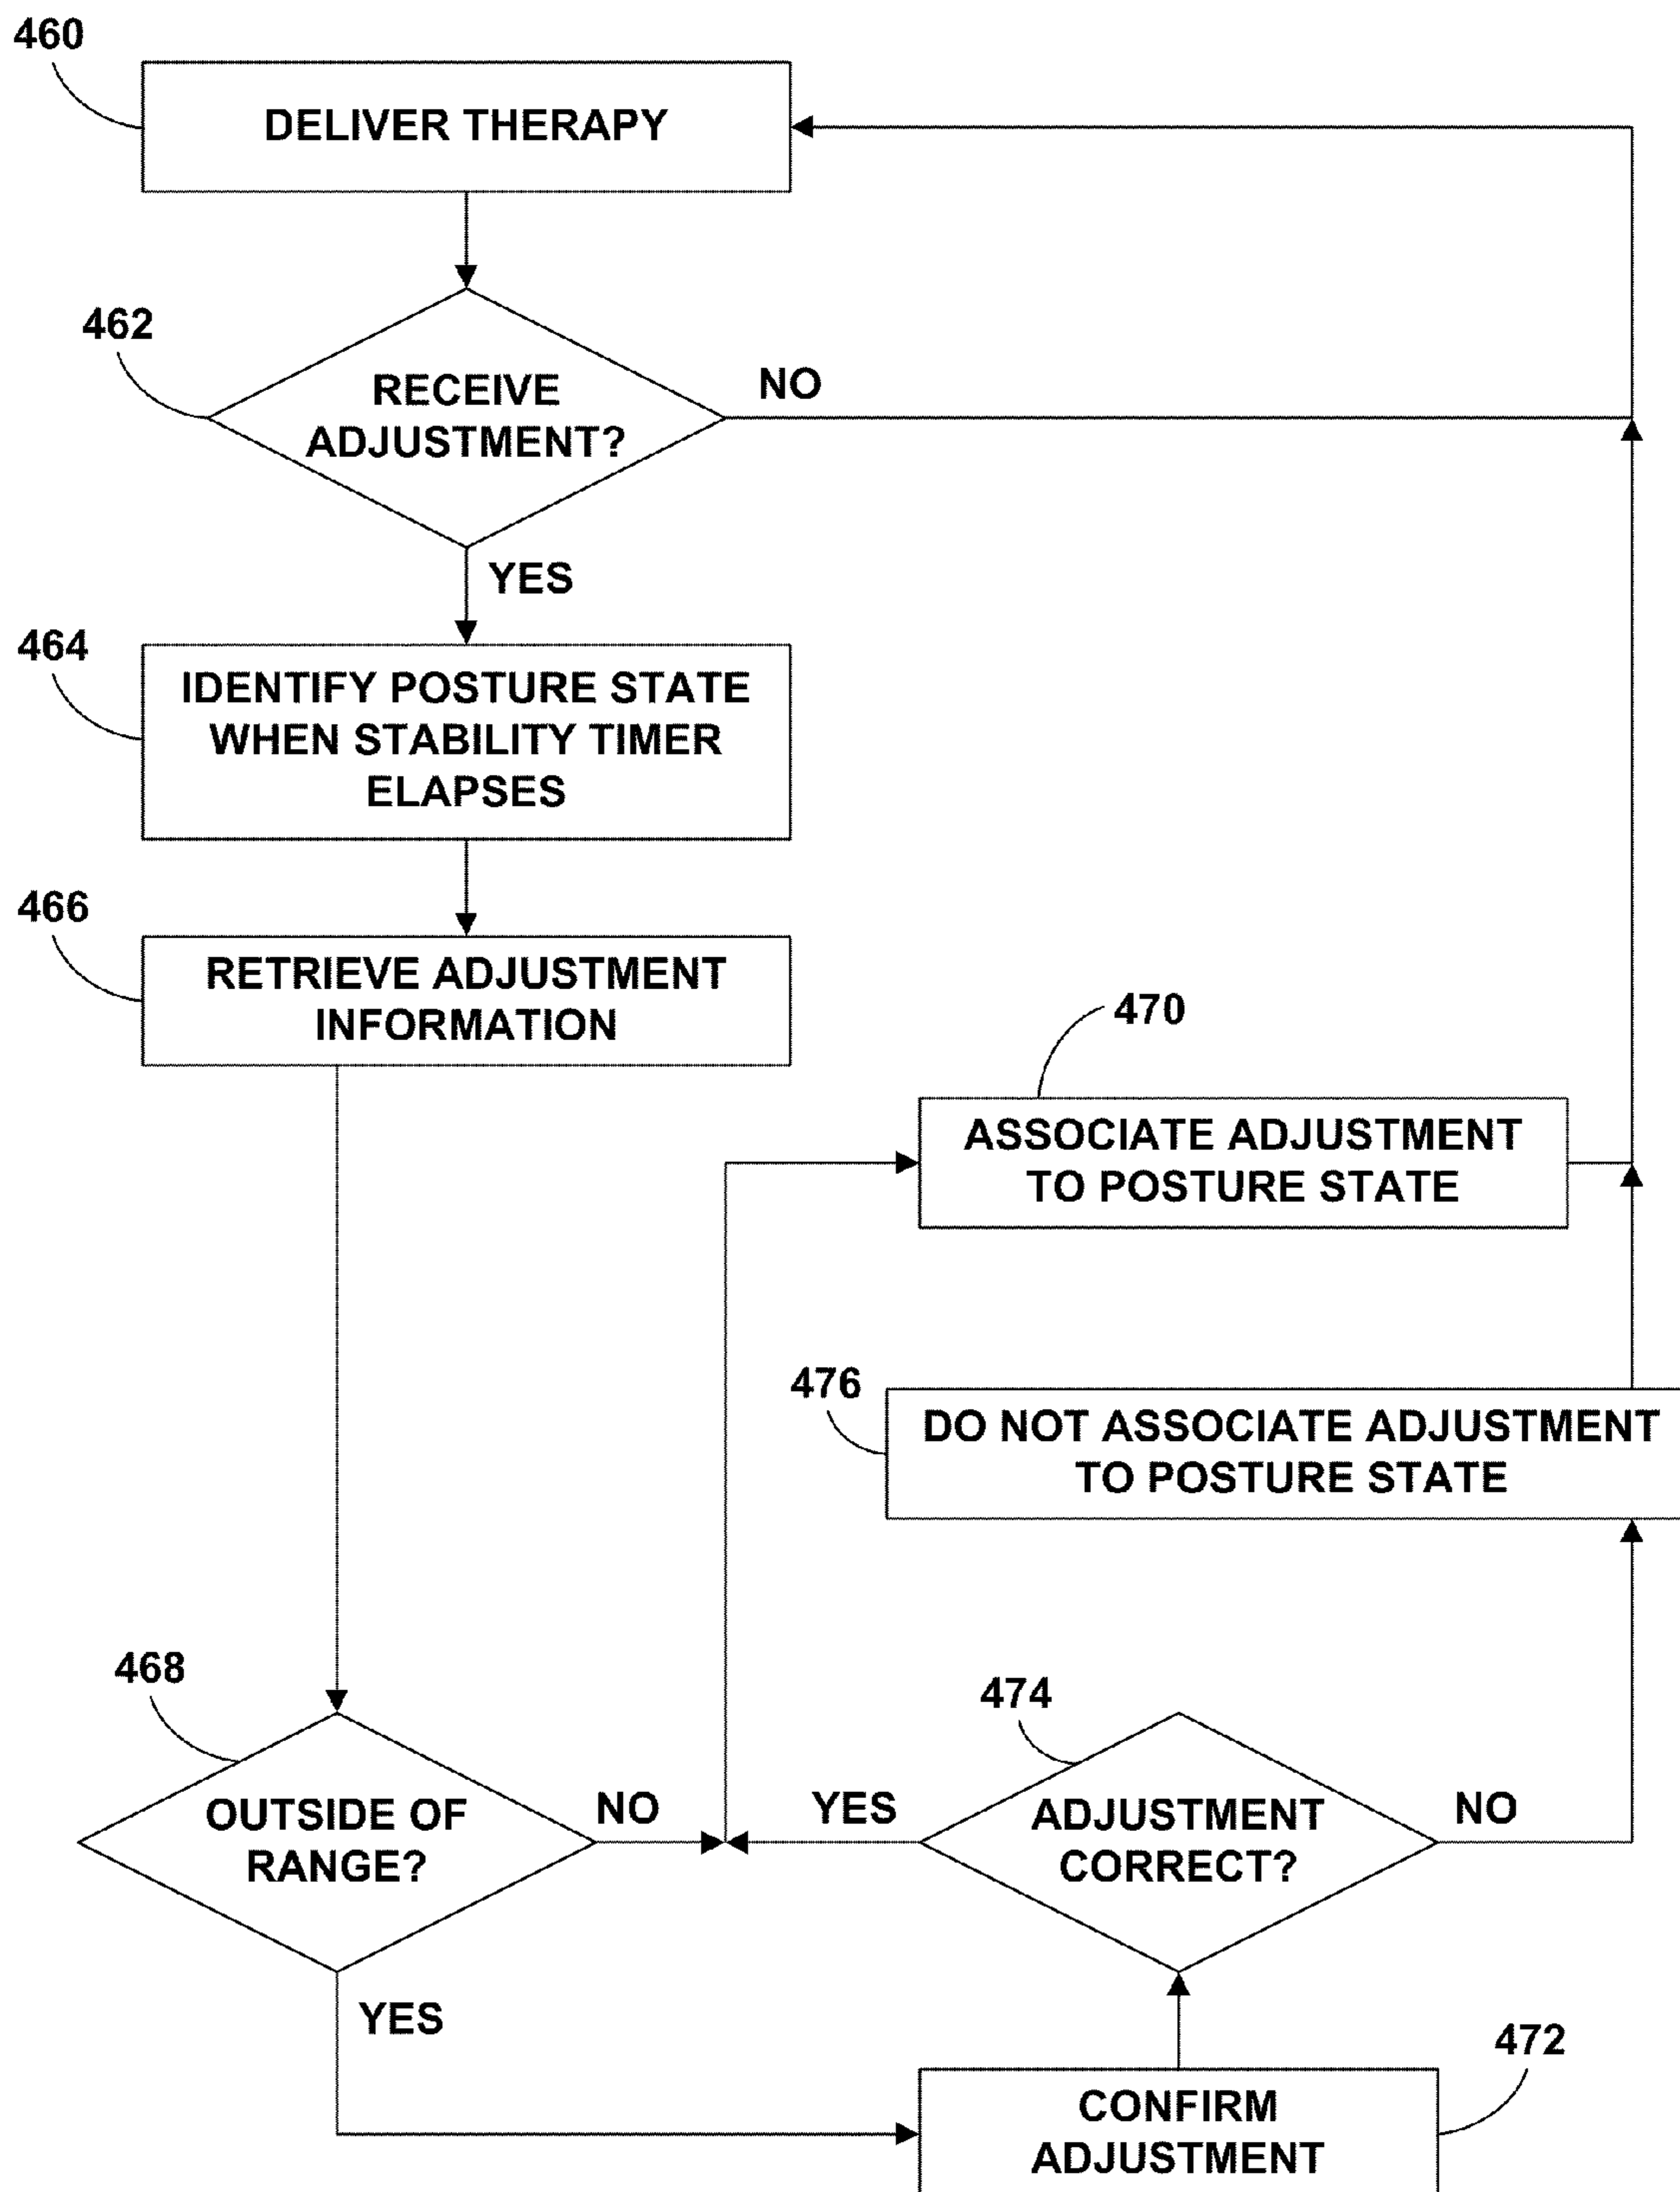 460
DELIVER THERAPY
462
RECEIVE
ADJUSTMENT?
NO
YES
464
IDENTIFY POSTURE STATE
WHEN STABILITY TIMER
ELAPSES
466
RETRIEVE ADJUSTMENT
INFORMATION
470
ASSOCIATE ADJUSTMENT
TO POSTURE STATE
476
DO NOT ASSOCIATE ADJUSTMENT
TO POSTURE STATE
468
OUTSIDE OF
RANGE?
NO
YES
474
ADJUSTMENT
CORRECT?
YES
NO
472
CONFIRM
ADJUSTMENT